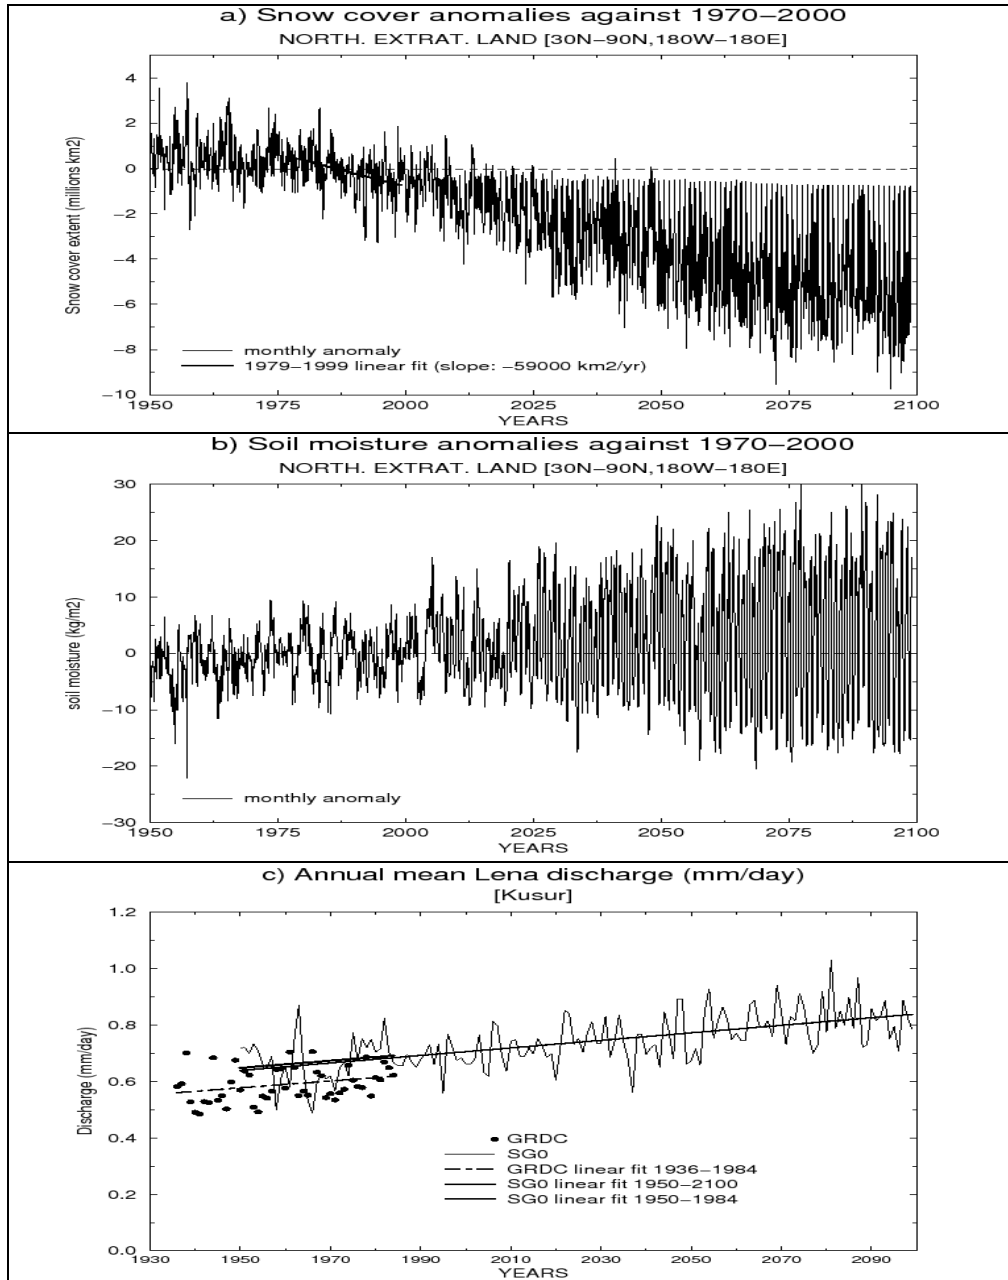 a) Snow cover anomalies against 1970−2000
NORTH. EXTRAT. LAND [30N−90N,180W−180E]
Snow cover extent (millions km2)
4
2
0
−2
−4
−6
−8
−10
monthly anomaly
1979−1999 linear fit (slope: −59000 km2/yr)
1950 1975 2000 2025 2050 2075 2100
YEARS
b) Soil moisture anomalies against 1970−2000
NORTH. EXTRAT. LAND [30N−90N,180W−180E]
soil moisture (kg/m2)
30
20
10
0
−10
−20
−30
monthly anomaly
1950 1975 2000 2025 2050 2075 2100
YEARS
c) Annual mean Lena discharge (mm/day)
[Kusur]
Discharge (mm/day)
1.2
1.0
0.8
0.6
0.4
0.2
0.0
GRDC
SG0
GRDC linear fit 1936−1984
SG0 linear fit 1950−2100
SG0 linear fit 1950−1984
1930 1950 1970 1990 2010 2030 2050 2070 2090
YEARS